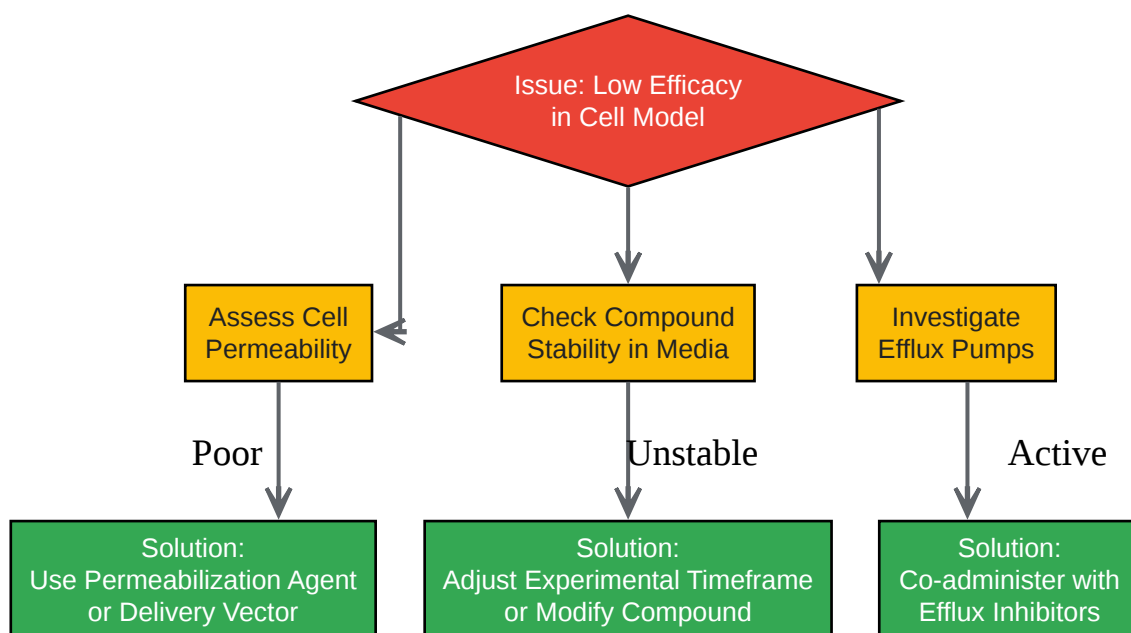 Issue: Low Efficacy
in Cell Model
Assess Cell
Permeability
Check Compound
Stability in Media
Investigate
Efflux Pumps
Poor
Unstable
Active
Solution:
Use Permeabilization Agent
or Delivery Vector
Solution:
Adjust Experimental Timeframe
or Modify Compound
Solution:
Co-administer with
Efflux Inhibitors